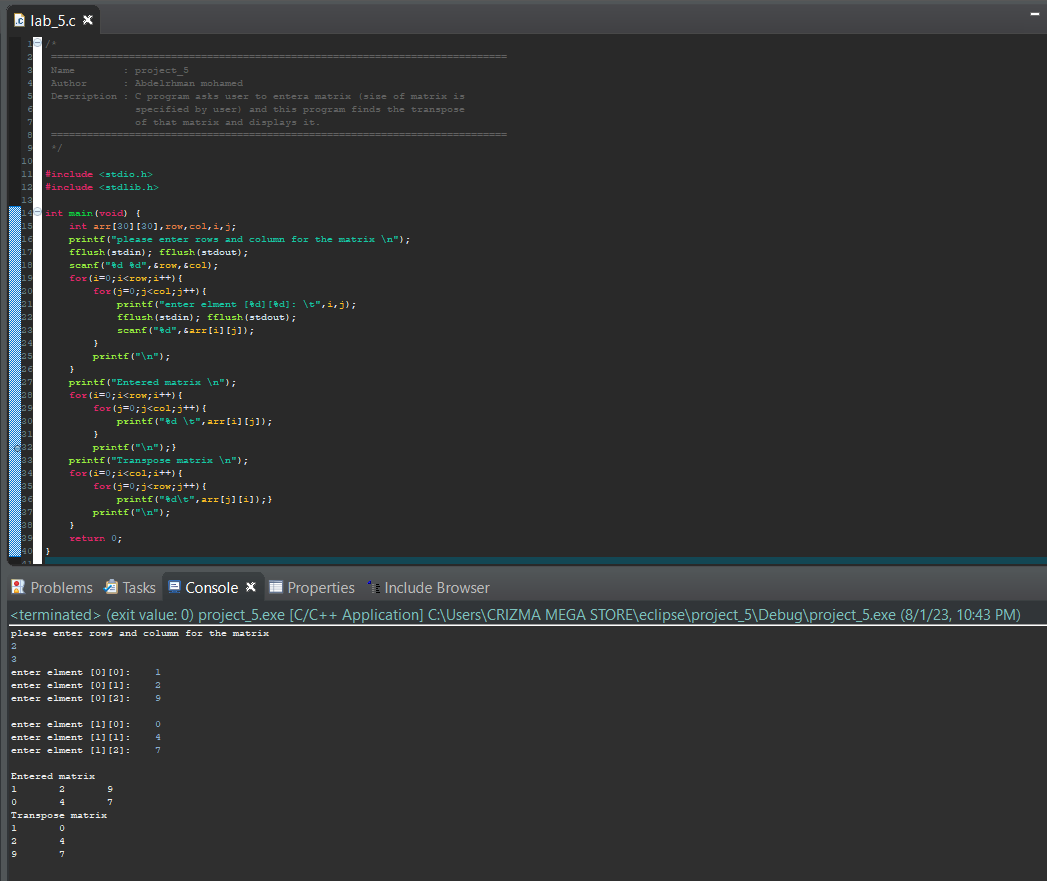 lab_5.c
1 /*
2 ============================================================================
3 Name        : project_5
4 Author      : Abdelrhman mohamed
5 Description : C program asks user to entera matrix (size of matrix is
6               specified by user) and this program finds the transpose
7               of that matrix and displays it.
8 ============================================================================
9 */
10
11 #include <stdio.h>
12 #include <stdlib.h>
13
14 int main(void) {
15     int arr[30][30],row,col,i,j;
16     printf("please enter rows and column for the matrix \n");
17     fflush(stdin); fflush(stdout);
18     scanf("%d %d",&row,&col);
19     for(i=0;i<row;i++){
20         for(j=0;j<col;j++){
21             printf("enter elment [%d][%d]: \t",i,j);
22             fflush(stdin); fflush(stdout);
23             scanf("%d",&arr[i][j]);
24         }
25         printf("\n");
26     }
27     printf("Entered matrix \n");
28     for(i=0;i<row;i++){
29         for(j=0;j<col;j++){
30             printf("%d \t",arr[i][j]);
31         }
32         printf("\n");}
33     printf("Transpose matrix \n");
34     for(i=0;i<col;i++){
35         for(j=0;j<row;j++){
36             printf("%d\t",arr[j][i]);}
37         printf("\n");
38     }
39     return 0;
40 }
41
Problems Tasks Console Properties Include Browser
<terminated> (exit value: 0) project_5.exe [C/C++ Application] C:\Users\CRIZMA MEGA STORE\eclipse\project_5\Debug\project_5.exe (8/1/23, 10:43 PM)
please enter rows and column for the matrix
2
3
enter elment [0][0]:    1
enter elment [0][1]:    2
enter elment [0][2]:    9

enter elment [1][0]:    0
enter elment [1][1]:    4
enter elment [1][2]:    7

Entered matrix
1       2       9
0       4       7
Transpose matrix
1       0
2       4
9       7